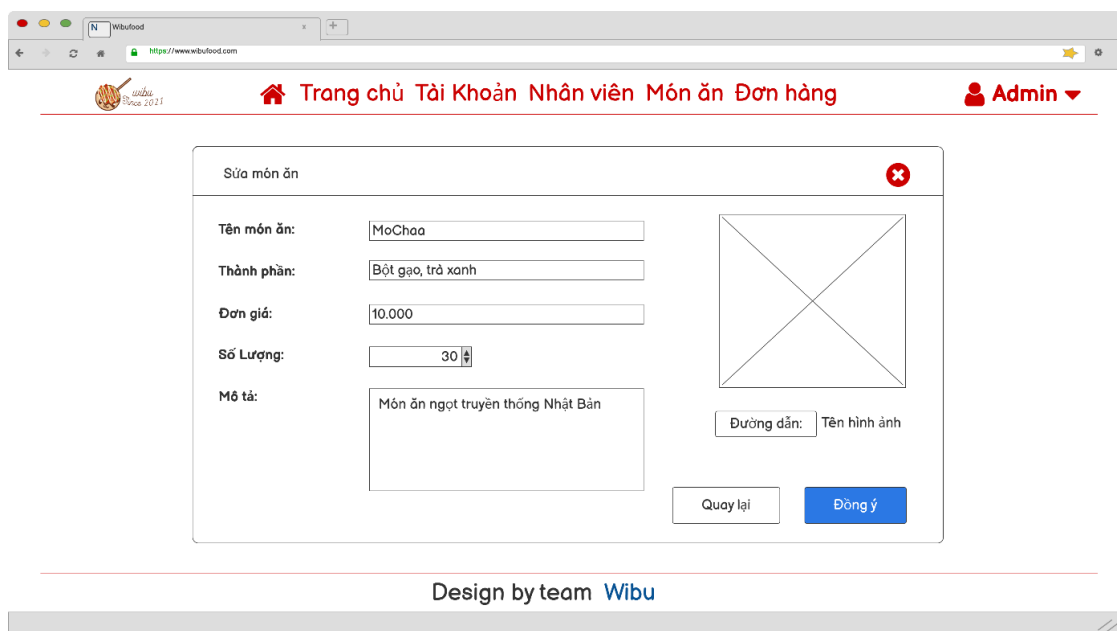 N Wibufood x +
https://www.wibufood.com
wibu
Since 2021
Trang chủ Tài Khoản Nhân viên Món ăn Đơn hàng Admin
Sửa món ăn
Tên món ăn: MoChaa
Thành phần: Bột gạo, trà xanh
Đơn giá: 10.000
Số Lượng: 30
Mô tả: Món ăn ngọt truyền thống Nhật Bản
Đường dẫn: Tên hình ảnh
Quay lại Đồng ý
Design by team Wibu